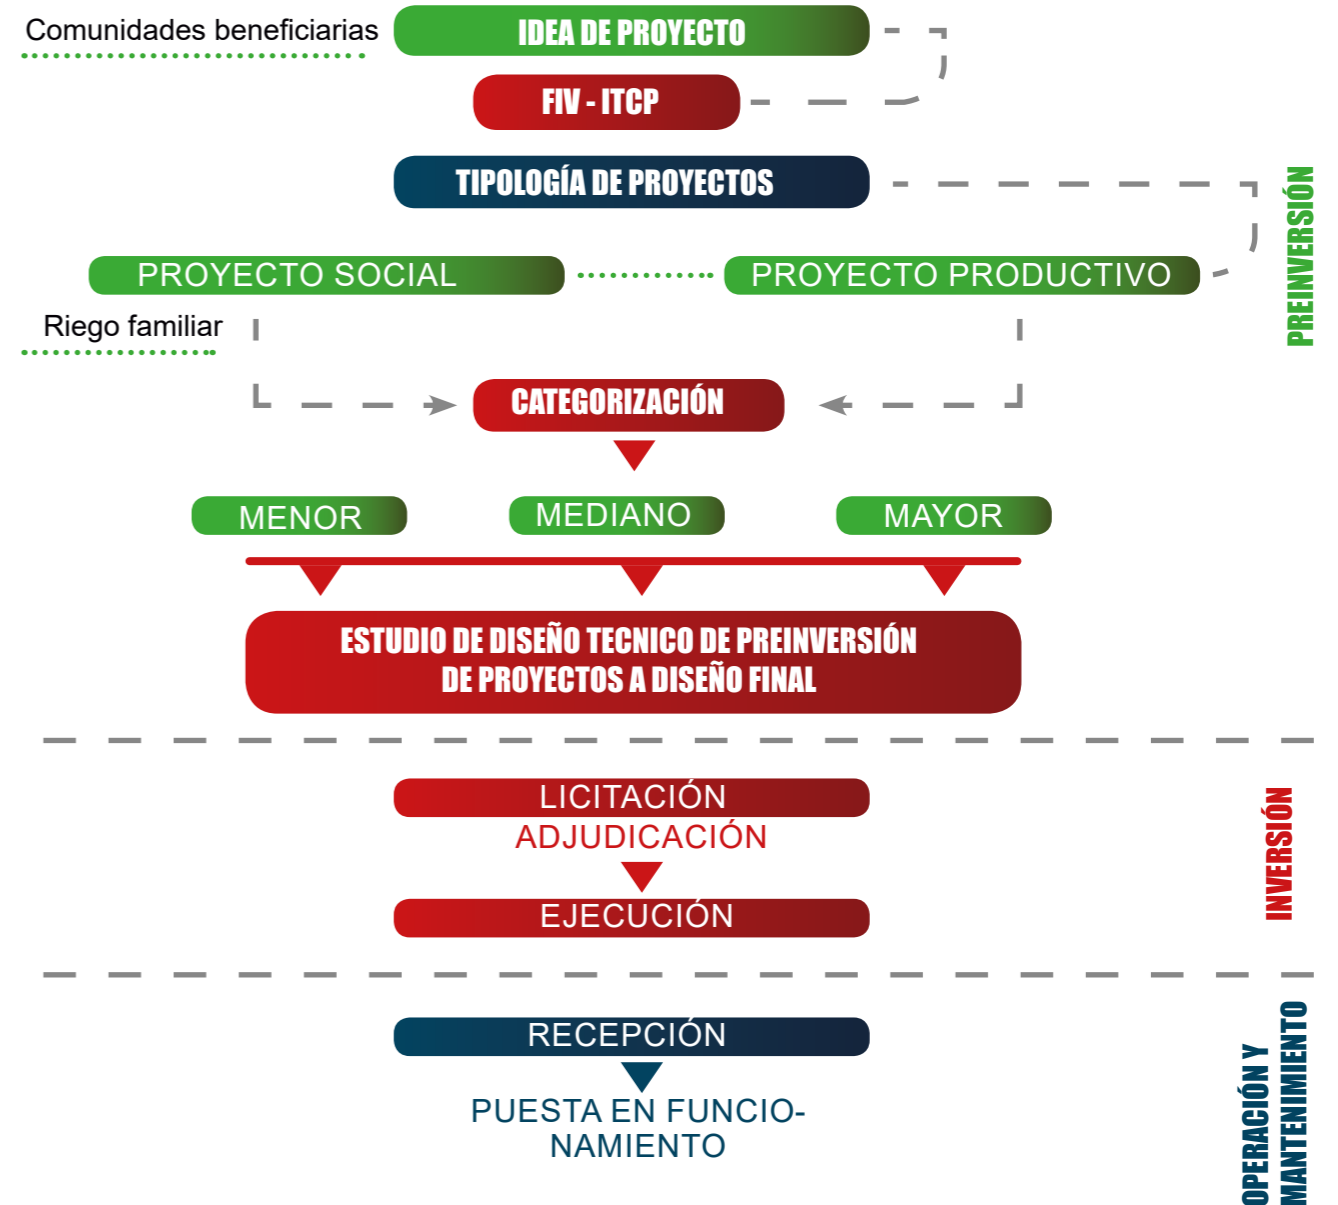 Comunidades beneficiarias
IDEA DE PROYECTO
FIV - ITCP
TIPOLOGÍA DE PROYECTOS
PREINVERSIÓN
PROYECTO SOCIAL
PROYECTO PRODUCTIVO
Riego familiar
CATEGORIZACIÓN
MENOR
MEDIANO
MAYOR
ESTUDIO DE DISEÑO TECNICO DE PREINVERSIÓN
DE PROYECTOS A DISEÑO FINAL
LICITACIÓN
ADJUDICACIÓN
EJECUCIÓN
INVERSIÓN
RECEPCIÓN
PUESTA EN FUNCIO-
NAMIENTO
OPERACIÓN Y
MANTENIMIENTO